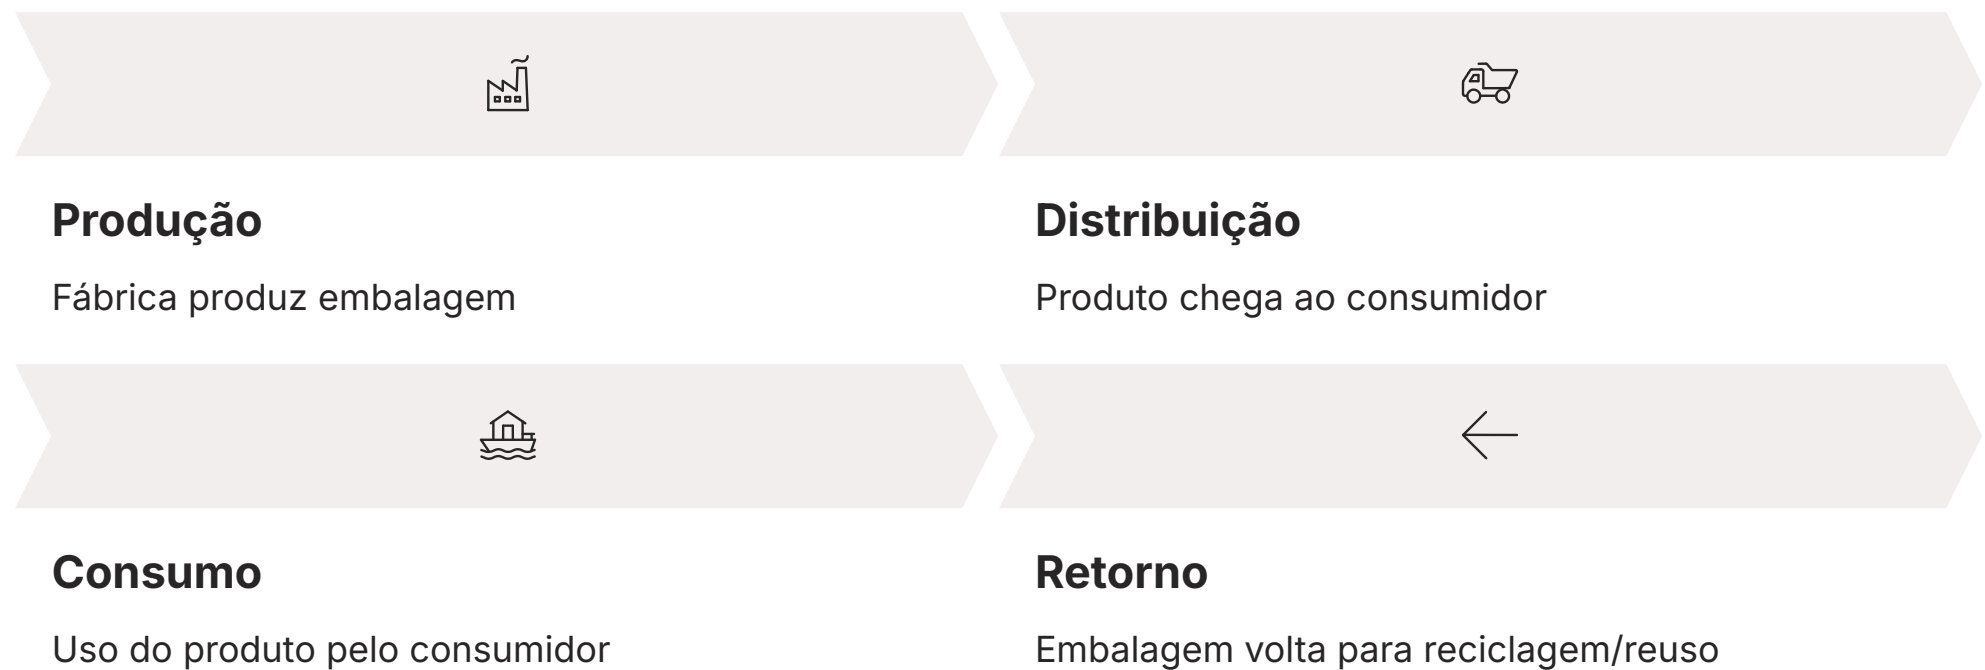 Produção
Fábrica produz embalagem
Distribuição
Produto chega ao consumidor
Consumo
Uso do produto pelo consumidor
Retorno
Embalagem volta para reciclagem/reuso